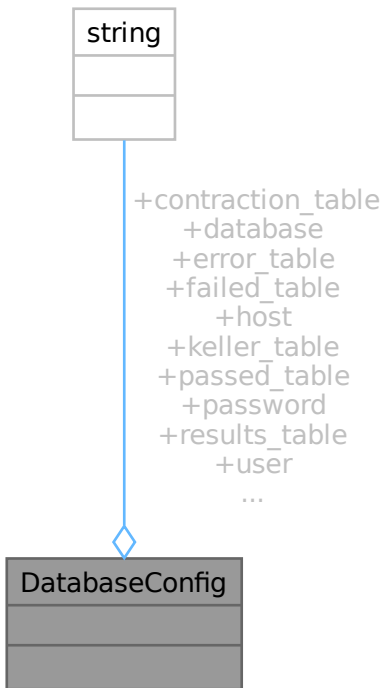 string
+contraction_table
+database
+error_table
+failed_table
+host
+keller_table
+passed_table
+password
+results_table
+user
...
DatabaseConfig